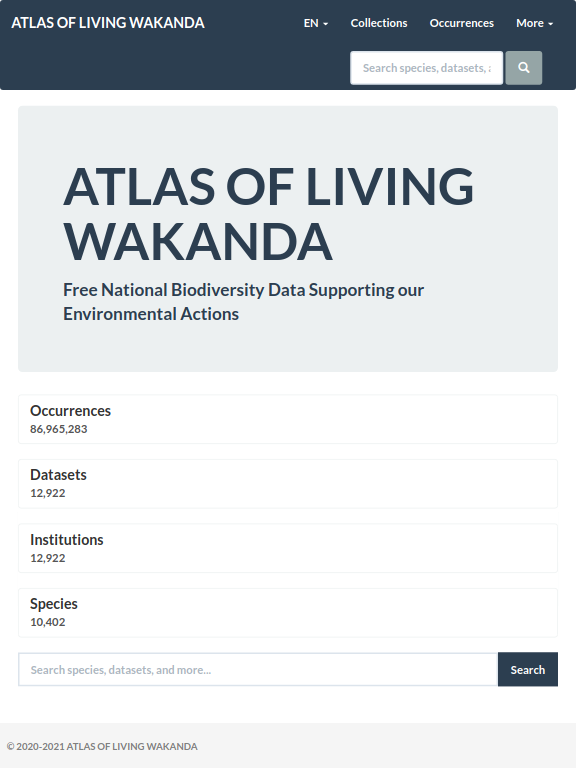 ATLAS OF LIVING WAKANDA
EN
Collections
Occurrences
More
Search species, datasets, a
ATLAS OF LIVING
WAKANDA
Free National Biodiversity Data Supporting our
Environmental Actions
Occurrences
86,965,283
Datasets
12,922
Institutions
12,922
Species
10,402
Search species, datasets, and more...
Search
© 2020-2021 ATLAS OF LIVING WAKANDA